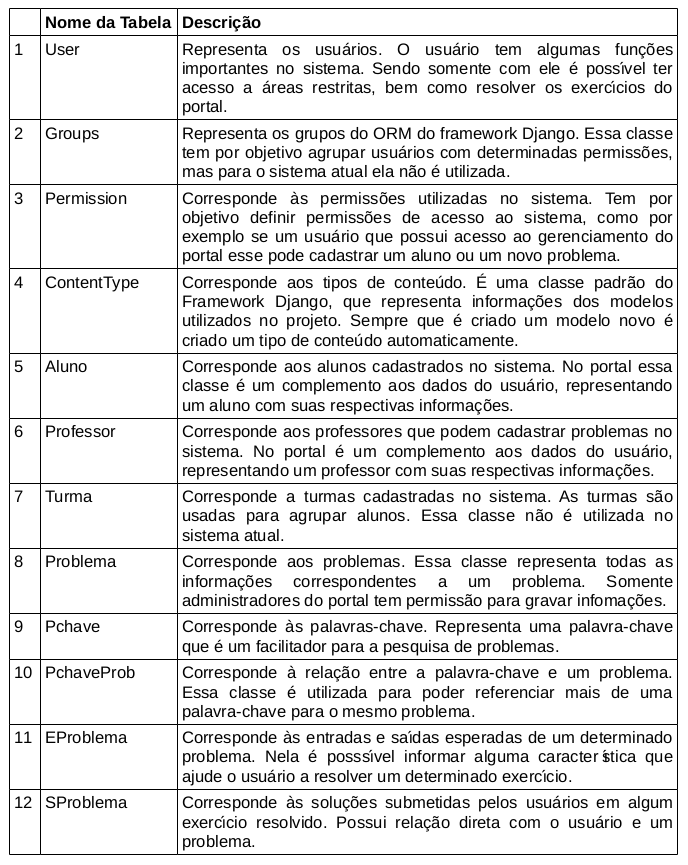 Nome da Tabela Descrição
1 User Representa os usuários. O usuário tem algumas funções
importantes no sistema. Sendo somente com ele é possível ter
acesso a áreas restritas, bem como resolver os exercícios do
portal.
2 Groups Representa os grupos do ORM do framework Django. Essa classe
tem por objetivo agrupar usuários com determinadas permissões,
mas para o sistema atual ela não é utilizada.
3 Permission Corresponde às permissões utilizadas no sistema. Tem por
objetivo definir permissões de acesso ao sistema, como por
exemplo se um usuário que possui acesso ao gerenciamento do
portal esse pode cadastrar um aluno ou um novo problema.
4 ContentType Corresponde aos tipos de conteúdo. É uma classe padrão do
Framework Django, que representa informações dos modelos
utilizados no projeto. Sempre que é criado um modelo novo é
criado um tipo de conteúdo automaticamente.
5 Aluno Corresponde aos alunos cadastrados no sistema. No portal essa
classe é um complemento aos dados do usuário, representando
um aluno com suas respectivas informações.
6 Professor Corresponde aos professores que podem cadastrar problemas no
sistema. No portal é um complemento aos dados do usuário,
representando um professor com suas respectivas informações.
7 Turma Corresponde a turmas cadastradas no sistema. As turmas são
usadas para agrupar alunos. Essa classe não é utilizada no
sistema atual.
8 Problema Corresponde aos problemas. Essa classe representa todas as
informações correspondentes a um problema. Somente
administradores do portal tem permissão para gravar infomações.
9 Pchave Corresponde às palavras-chave. Representa uma palavra-chave
que é um facilitador para a pesquisa de problemas.
10 PchaveProb Corresponde à relação entre a palavra-chave e um problema.
Essa classe é utilizada para poder referenciar mais de uma
palavra-chave para o mesmo problema.
11 EProblema Corresponde às entradas e saídas esperadas de um determinado
problema. Nela é posssível informar alguma característica que
ajude o usuário a resolver um determinado exercício.
12 SProblema Corresponde às soluções submetidas pelos usuários em algum
exercício resolvido. Possui relação direta com o usuário e um
problema.